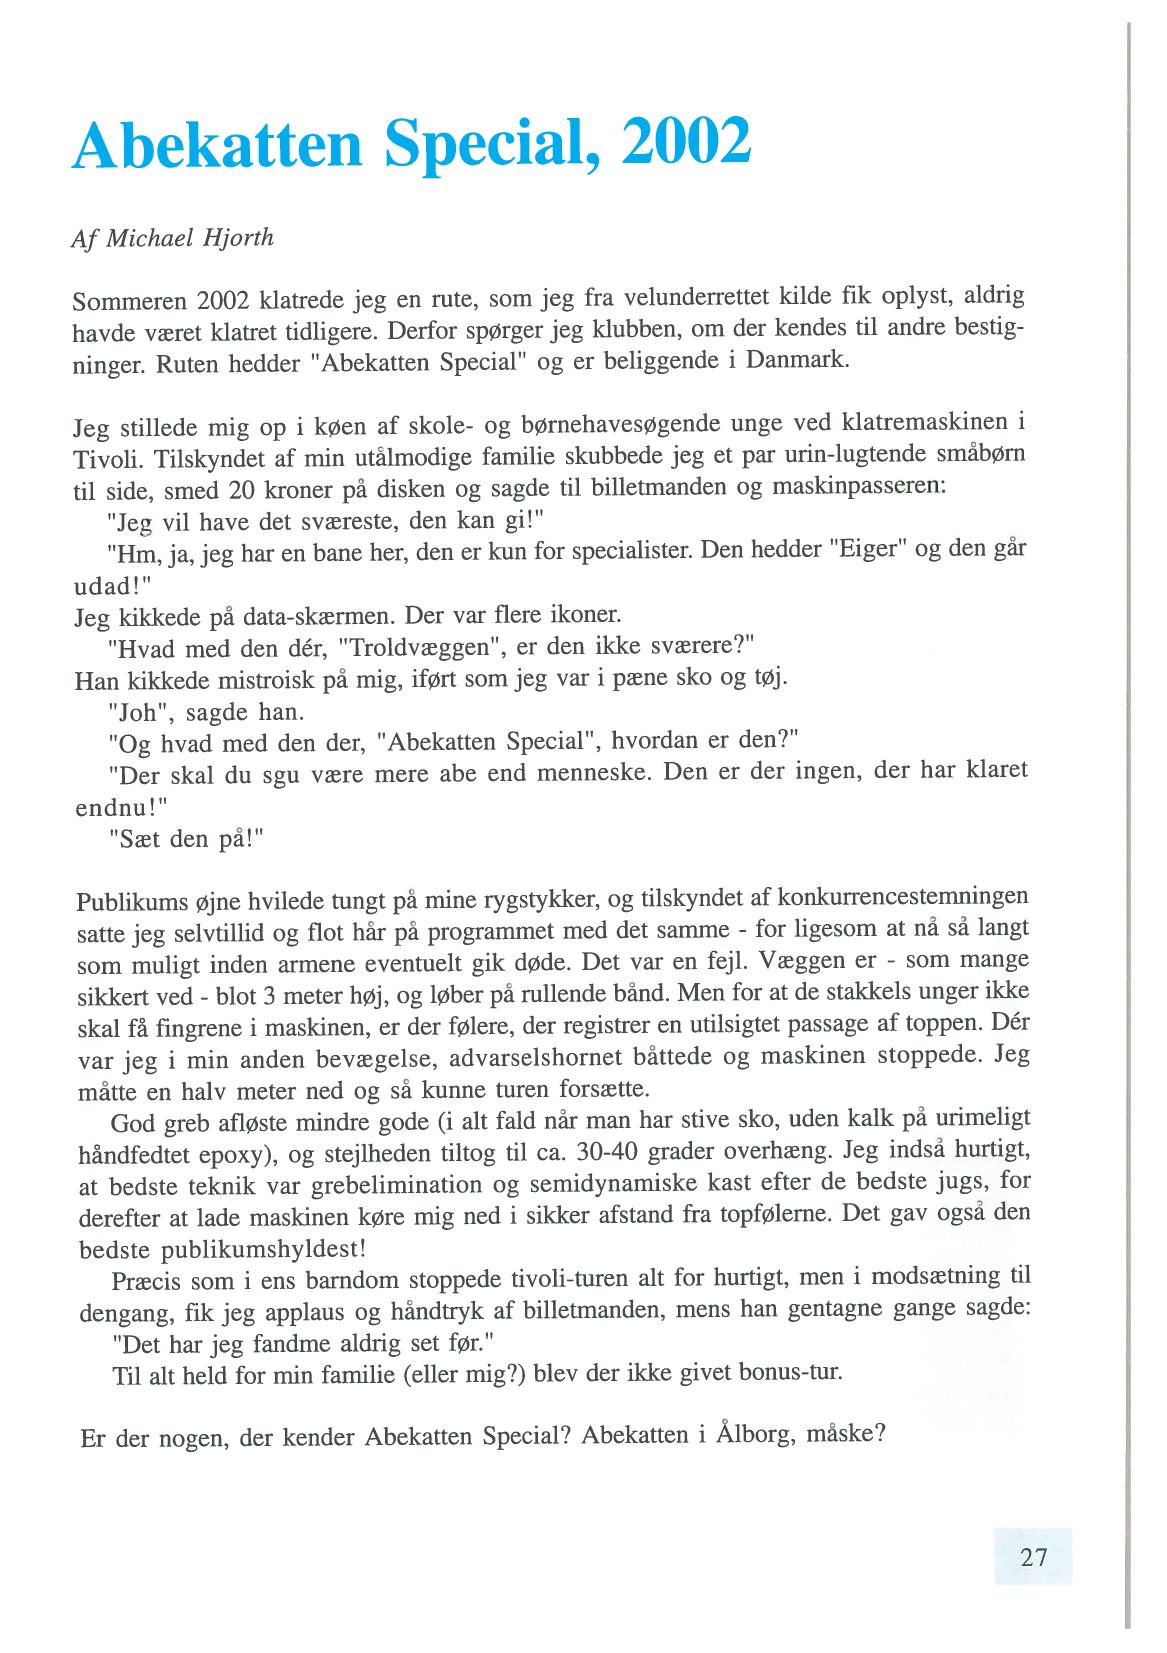 Abekatten Special, 2002
Af Michael Hjorth
Sommeren 2002 klatrede jeg en rute, som jeg fra velunderrettet kilde fik oplyst, aldrig
havde været klatret tidligere. Derfor spørger jeg klubben, om der kendes til andre bestig-
ninger. Ruten hedder "Abekatten Special" og er beliggende i Danmark.
Jeg stillede mig op i køen af skole- og børnehavesøgende unge ved klatremaskinen i
Tivoli. Tilskyndet af min utålmodige familie skubbede jeg et par urin-lugtende småbørn
til side, smed 20 kroner på disken og sagde til billetmanden og maskinpasseren:
"Jeg vil have det sværeste, den kan gi!"
"Hm, ja, jeg har en bane her, den er kun for specialister. Den hedder "Eiger" og den går
udad!"
Jeg kikkede på data-skærmen. Der var flere ikoner.
"Hvad med den dér, "Troldvæggen", er den ikke sværere?"
Han kikkede mistroisk på mig, iført som jeg var i pæne sko og tøj.
"Joh", sagde han.
"Og hvad med den der, "Abekatten Special", hvordan er den?"
"Der skal du sgu være mere abe end menneske. Den er der ingen, der har klaret
endnu!"
"Sæt den på!"
Publikums øjne hvilede tungt på mine rygstykker, og tilskyndet af konkurrencestemningen
satte jeg selvtillid og flot hår på programmet med det samme - for ligesom at nå så langt
som muligt inden armene eventuelt gik døde. Det var en fejl. Væggen er - som mange
sikkert ved - blot 3 meter høj, og løber på rullende bånd. Men for at de stakkels unger ikke
skal få fingrene i maskinen, er der følere, der registrer en utilsigtet passage af toppen. Dér
var jeg i min anden bevægelse, advarselshornet båttede og maskinen stoppede. Jeg
måtte en halv meter ned og så kunne turen forsætte.
God greb afløste mindre gode (i alt fald når man har stive sko, uden kalk på urimeligt
håndfedtet epoxy), og stejlheden tiltog til ca. 30-40 grader overhæng. Jeg indså hurtigt,
at bedste teknik var grebelimination og semidynamiske kast efter de bedste jugs, for
derefter at lade maskinen køre mig ned i sikker afstand fra topfølerne. Det gav også den
bedste publikumshyldest!
Præcis som i ens barndom stoppede tivoli-turen alt for hurtigt, men i modsætning til
dengang, fik jeg applaus og håndtryk af billetmanden, mens han gentagne gange sagde:
"Det har jeg fandme aldrig set før."
Til alt held for min familie (eller mig?) blev der ikke givet bonus-tur.
Er der nogen, der kender Abekatten Special? Abekatten i Ålborg, måske?
27